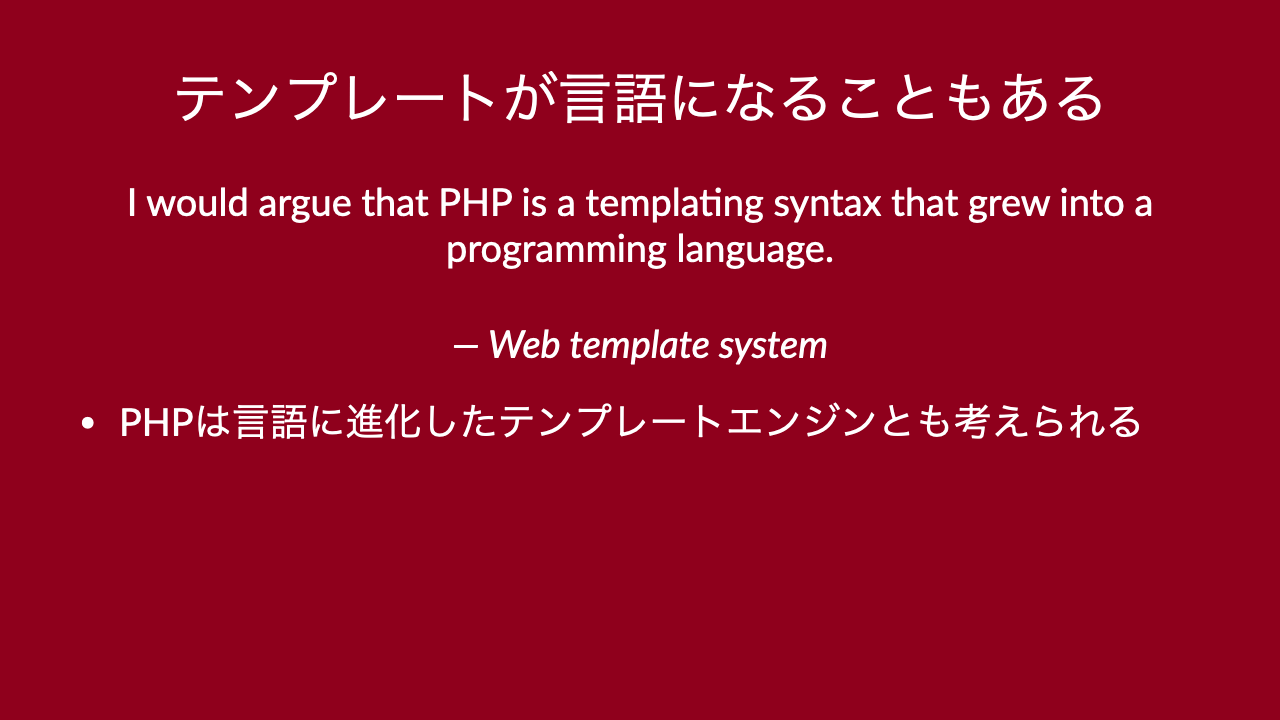 テンプレートが言語になることもある
I would argue that PHP is a templating syntax that grew into a
programming language.
— Web template system
• PHPは言語に進化したテンプレートエンジンとも考えられる